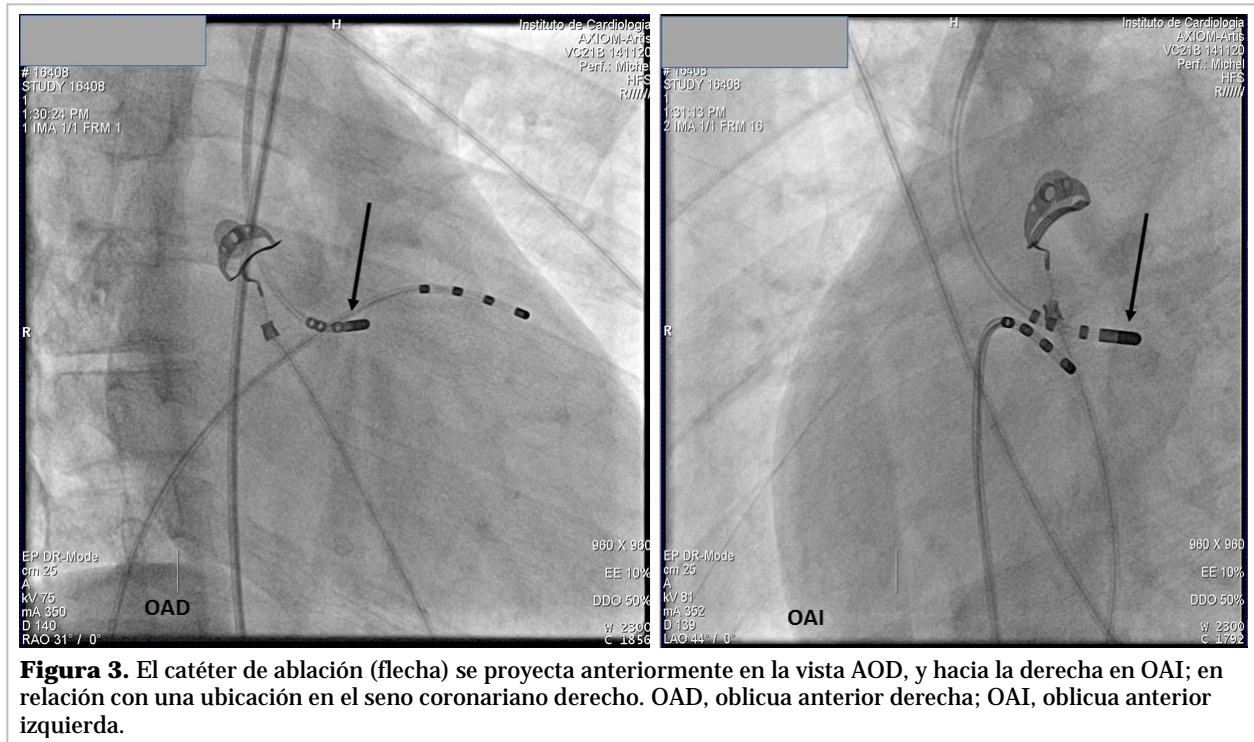 H
Instituto de Cardiologia
AXIOM-Artis
VC21B 141120
Perf.: Michel
HFS
R//////
# 16408
STUDY 16408
1
1:30:24 PM
1 IMA 1/1 FRM 1
R
EP DR-Mode
cm 25
A
kV 75
mA 350
D 140
RAO 31° / 0°
OAD
960 X 960
EE 10%
DDO 50%
W 2300
C 1856
H
Instituto de Cardiologia
AXIOM-Artis
VC21B 141120
Perf.: Michel
HFS
R//////
# 16408
STUDY 16408
1
1:31:13 PM
2 IMA 1/1 FRM 16
R
EP DR-Mode
cm 25
A
kV 81
mA 352
D 139
LAO 44° / 0°
OAI
960 X 960
EE 10%
DDO 50%
W 2300
C 1792
Figura 3. El catéter de ablación (flecha) se proyecta anteriormente en la vista AOD, y hacia la derecha en OAI; en
relación con una ubicación en el seno coronariano derecho. OAD, oblicua anterior derecha; OAI, oblicua anterior
izquierda.